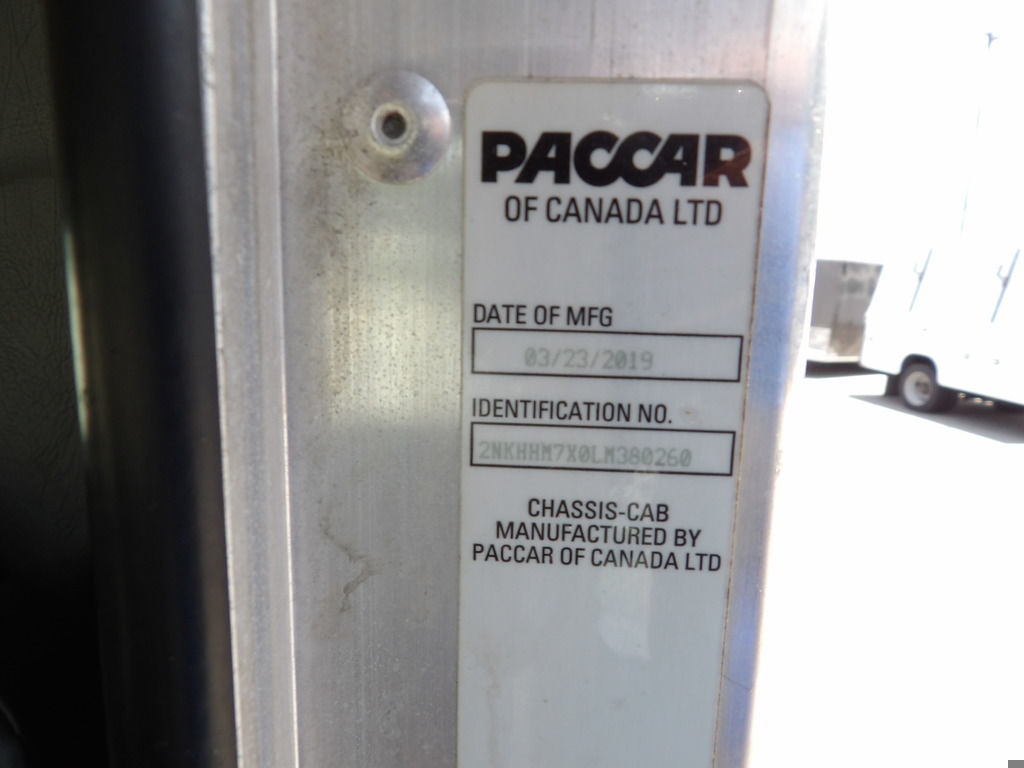 PACCAR
OF CANADA LTD
DATE OF MFG
03/23/2019
IDENTIFICATION NO.
2NKHHM7X0LM380260
CHASSIS-CAB
MANUFACTURED BY
PACCAR OF CANADA LTD